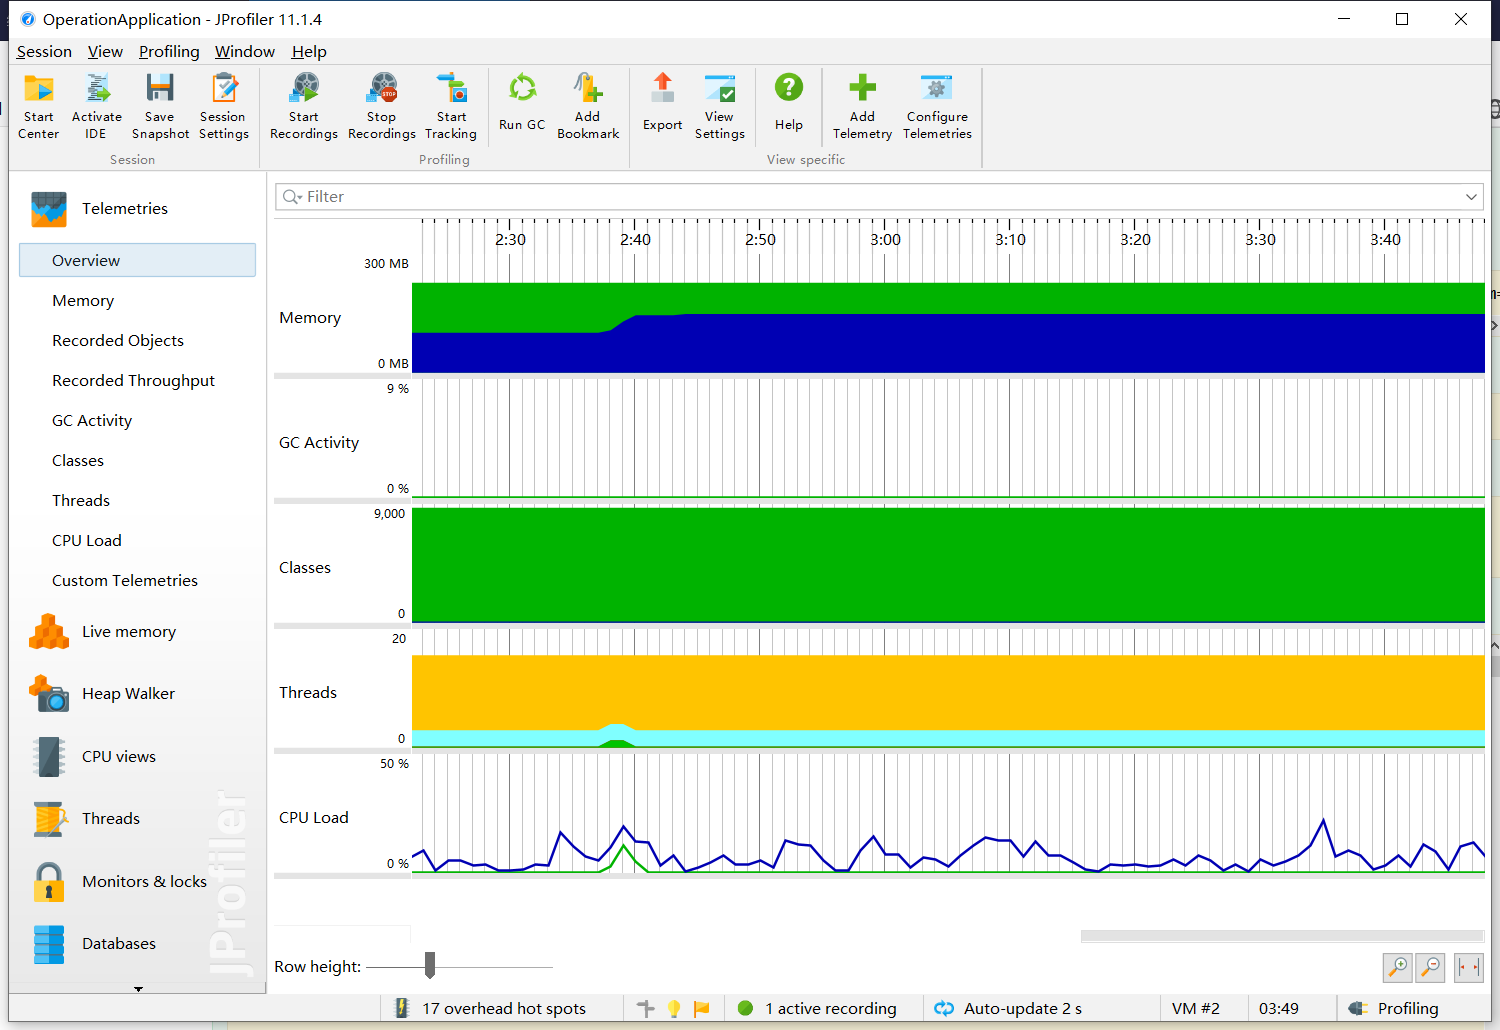 OperationApplication - JProfiler 11.1.4
Session View Profiling Window Help
Start Center
Activate IDE
Save Snapshot
Session Settings
Start Recordings
Stop Recordings
Start Tracking
Run GC
Add Bookmark
Export
View Settings
Help
Add Telemetry
Configure Telemetries
Session
Profiling
View specific
Telemetries
Overview
Memory
Recorded Objects
Recorded Throughput
GC Activity
Classes
Threads
CPU Load
Custom Telemetries
Live memory
Heap Walker
CPU views
Threads
Monitors & locks
Databases
JProfiler
Filter
2:30 2:40 2:50 3:00 3:10 3:20 3:30 3:40
300 MB
Memory
0 MB
9 %
GC Activity
0 %
9,000
Classes
0
20
Threads
0
50 %
CPU Load
0 %
Row height:
17 overhead hot spots
1 active recording
Auto-update 2 s
VM #2
03:49
Profiling